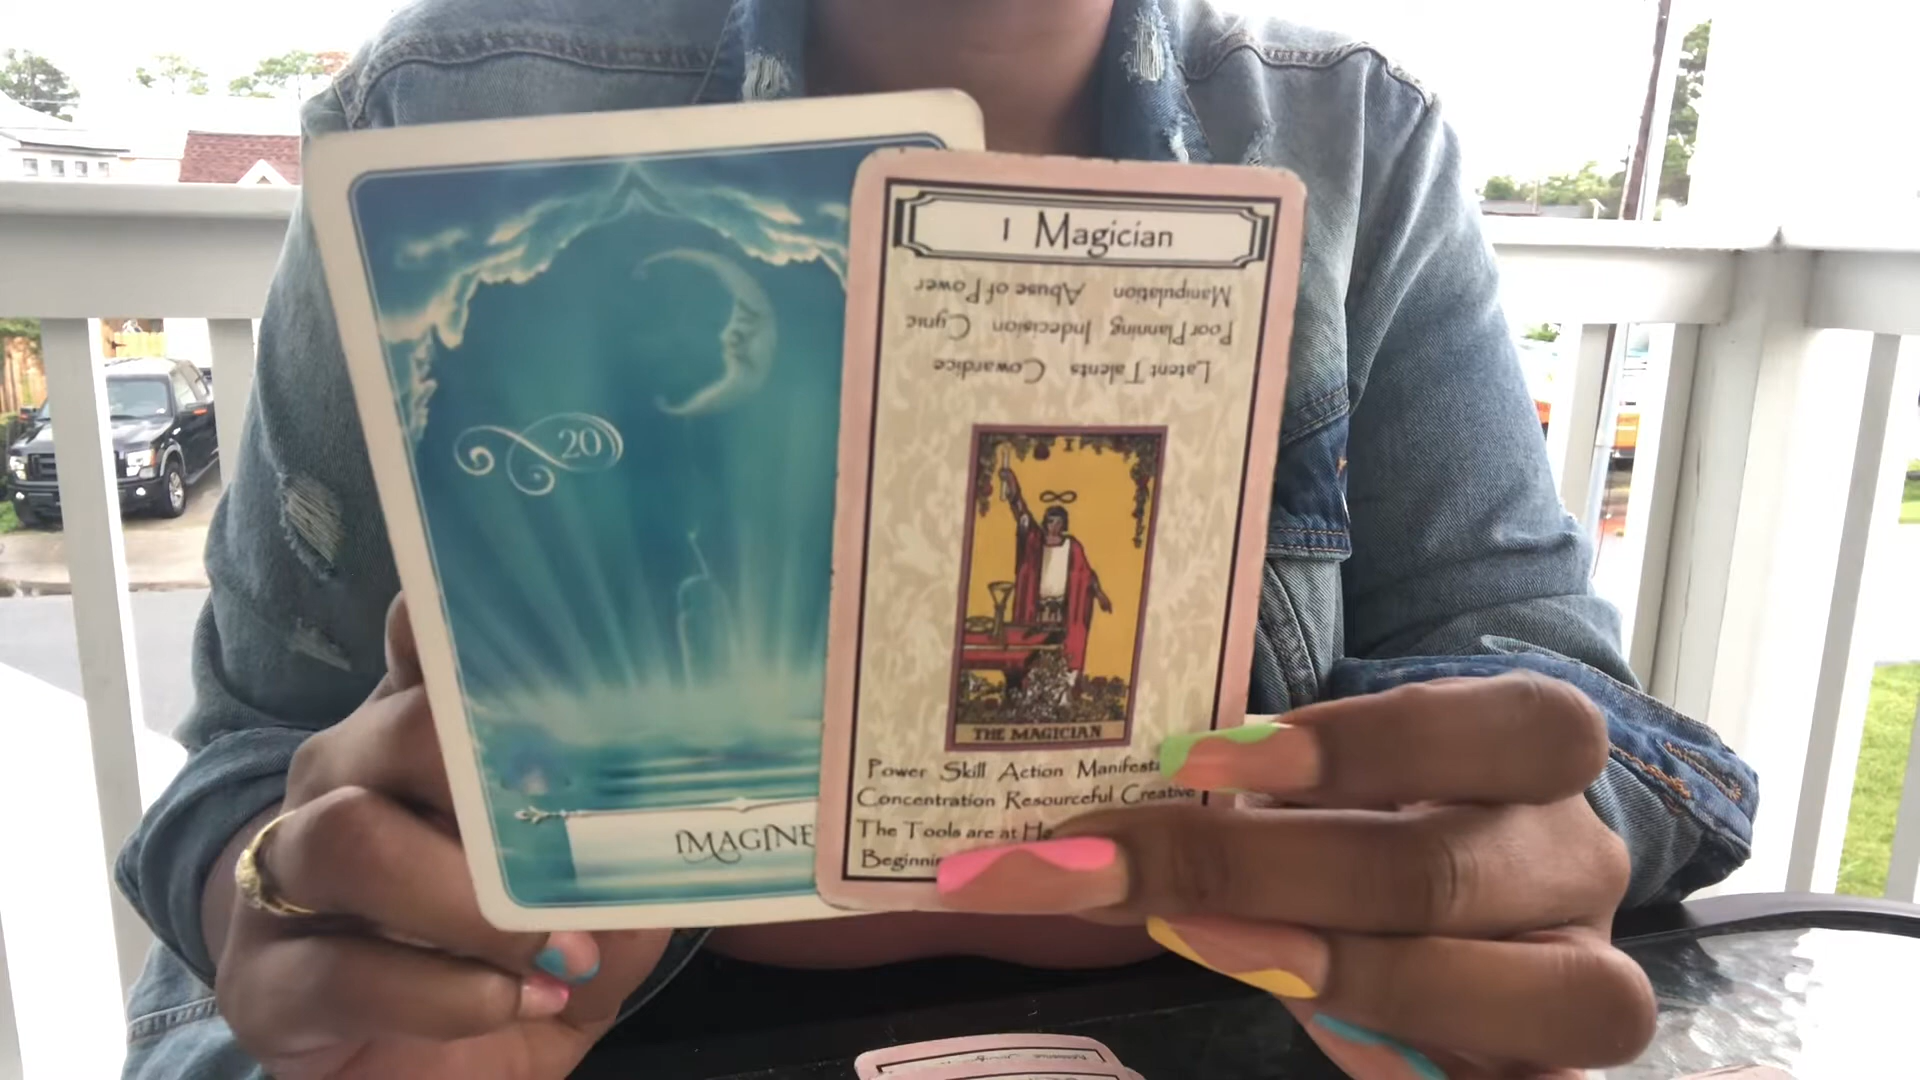 20
IMAGINE
1 Magician
Manipulation Abuse of Power
Poor Planning Indecision Cynic
Latent Talents Cowardice
I
THE MAGICIAN
Power Skill Action
Concentration Resourceful Creative
The Tools are at